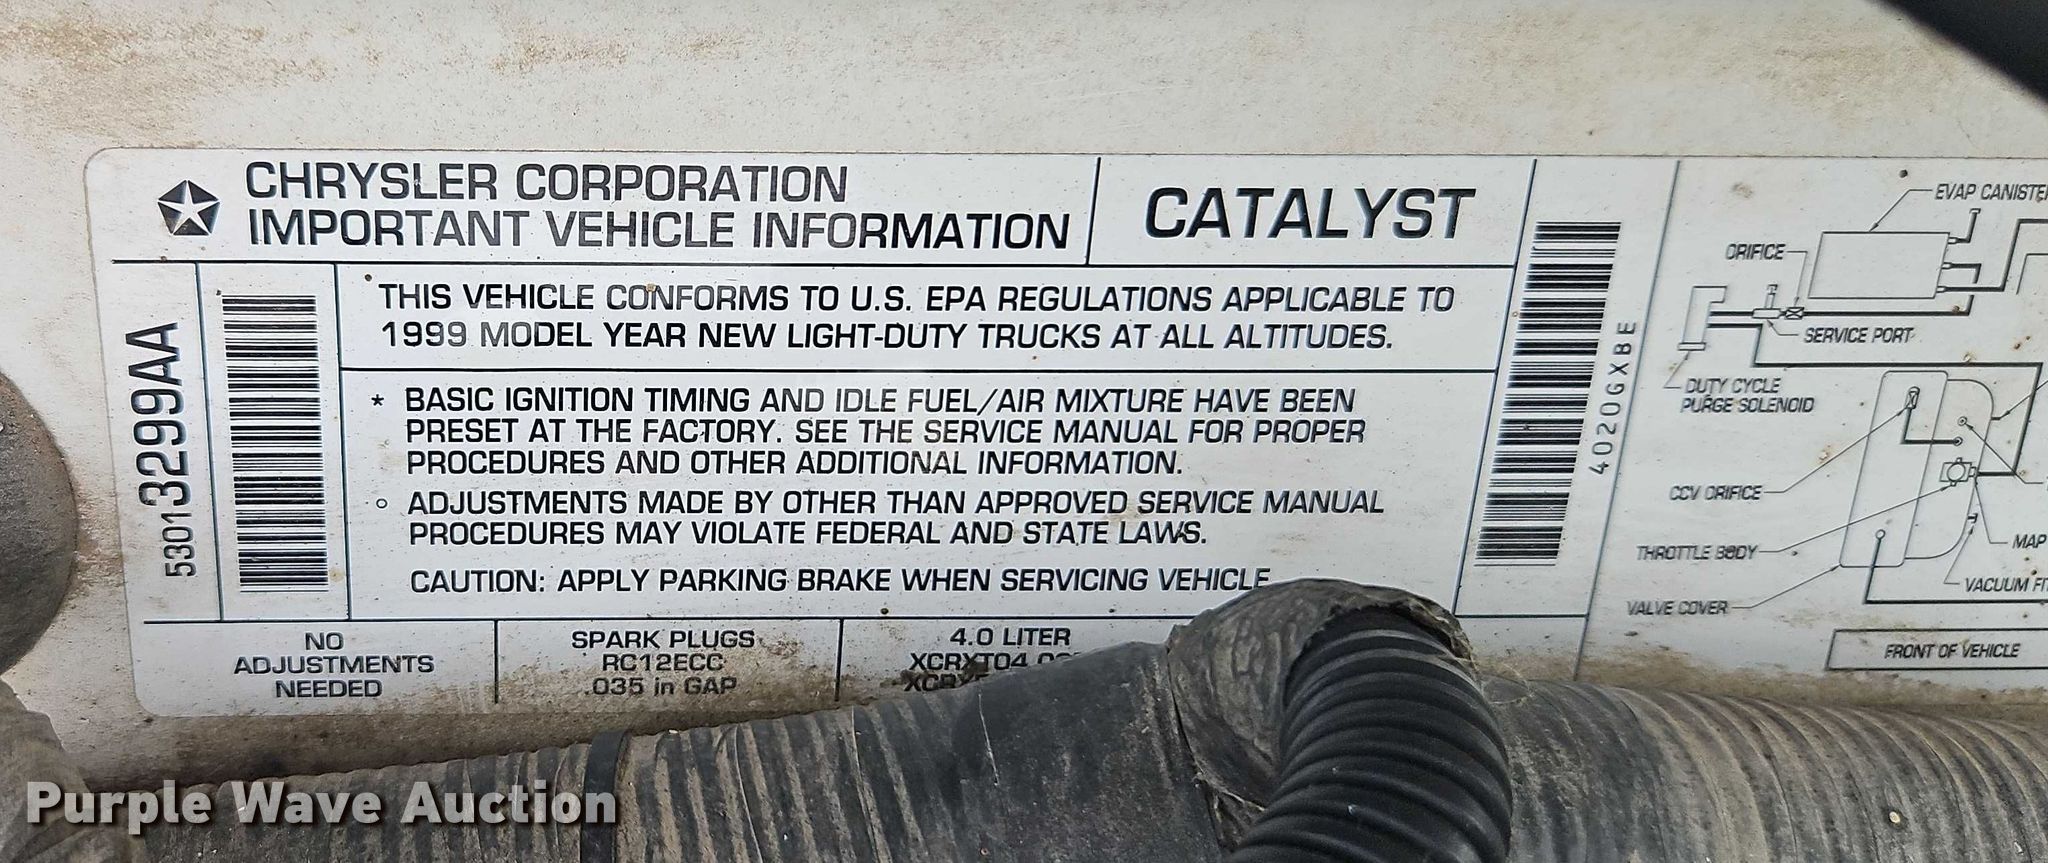 CHRYSLER CORPORATION
IMPORTANT VEHICLE INFORMATION
CATALYST
53013299AA
THIS VEHICLE CONFORMS TO U.S. EPA REGULATIONS APPLICABLE TO
1999 MODEL YEAR NEW LIGHT-DUTY TRUCKS AT ALL ALTITUDES.
* BASIC IGNITION TIMING AND IDLE FUEL/AIR MIXTURE HAVE BEEN
PRESET AT THE FACTORY. SEE THE SERVICE MANUAL FOR PROPER
PROCEDURES AND OTHER ADDITIONAL INFORMATION.
○ ADJUSTMENTS MADE BY OTHER THAN APPROVED SERVICE MANUAL
PROCEDURES MAY VIOLATE FEDERAL AND STATE LAWS.
CAUTION: APPLY PARKING BRAKE WHEN SERVICING VEHICLE
NO
ADJUSTMENTS
NEEDED
SPARK PLUGS
RC12ECC
.035 in GAP
4.0 LITER
4020GXBE
EVAP CANISTER
ORIFICE
SERVICE PORT
DUTY CYCLE
PURGE SOLENOID
CCV ORIFICE
THROTTLE BODY
MAP
VACUUM
VALVE COVER
FRONT OF VEHICLE
Purple Wave Auction